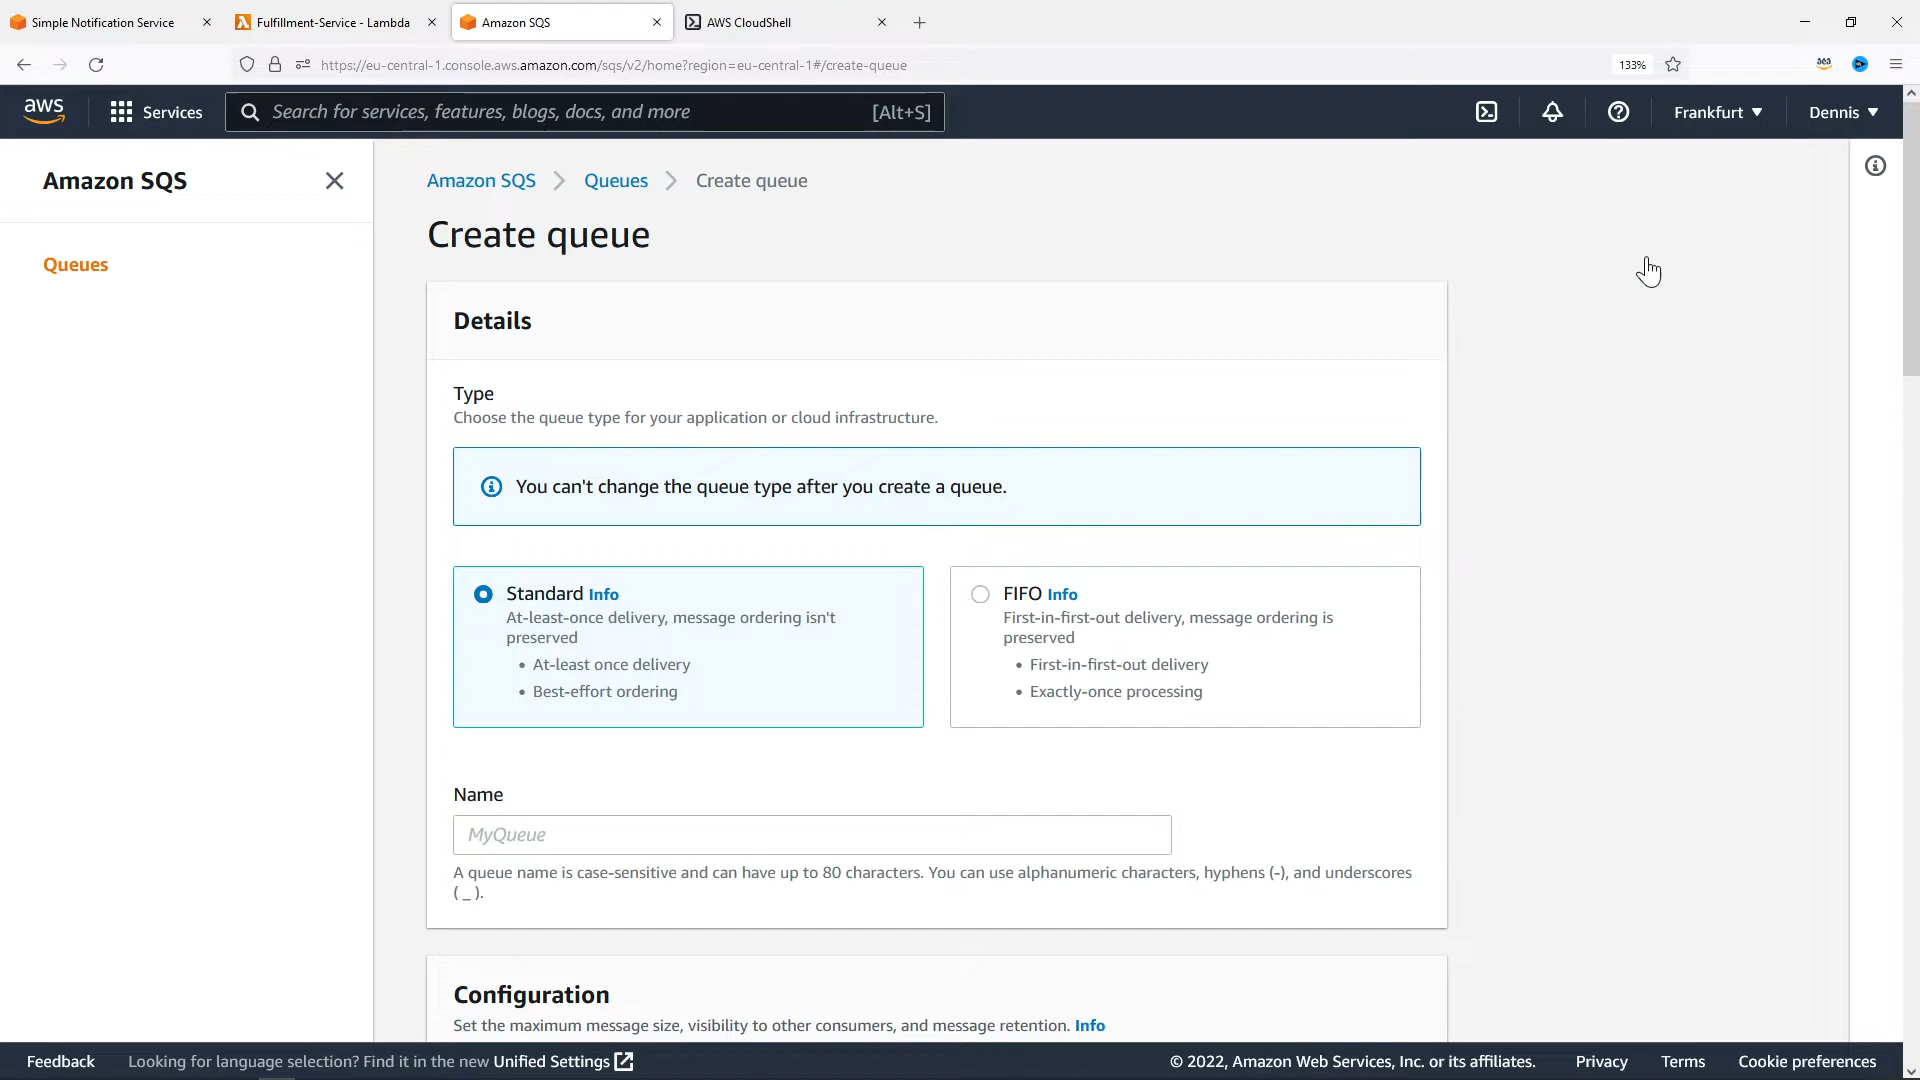 Simple Notification Service
Fulfillment-Service - Lambda
Amazon SQS
AWS CloudShell
https://eu-central-1.console.aws.amazon.com/sqs/v2/home?region=eu-central-1#/create-queue
133%
aws
Services
Search for services, features, blogs, docs, and more
[Alt+S]
Frankfurt
Dennis
Amazon SQS
Queues
Amazon SQS
Queues
Create queue
Create queue
Details
Type
Choose the queue type for your application or cloud infrastructure.
You can't change the queue type after you create a queue.
Standard Info
At-least-once delivery, message ordering isn't
preserved
• At-least once delivery
• Best-effort ordering
FIFO Info
First-in-first-out delivery, message ordering is
preserved
• First-in-first-out delivery
• Exactly-once processing
Name
MyQueue
A queue name is case-sensitive and can have up to 80 characters. You can use alphanumeric characters, hyphens (-), and underscores
( _ ).
Configuration
Set the maximum message size, visibility to other consumers, and message retention. Info
Feedback
Looking for language selection? Find it in the new Unified Settings
© 2022, Amazon Web Services, Inc. or its affiliates.
Privacy
Terms
Cookie preferences